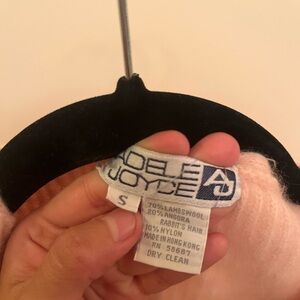 ADELE
JOYCE
AJ
S
70% LAMBSWOOL
20% ANGORA
RABBIT'S HAIR
10% NYLON
MADE IN HONG KONG
RN 58687
DRY CLEAN